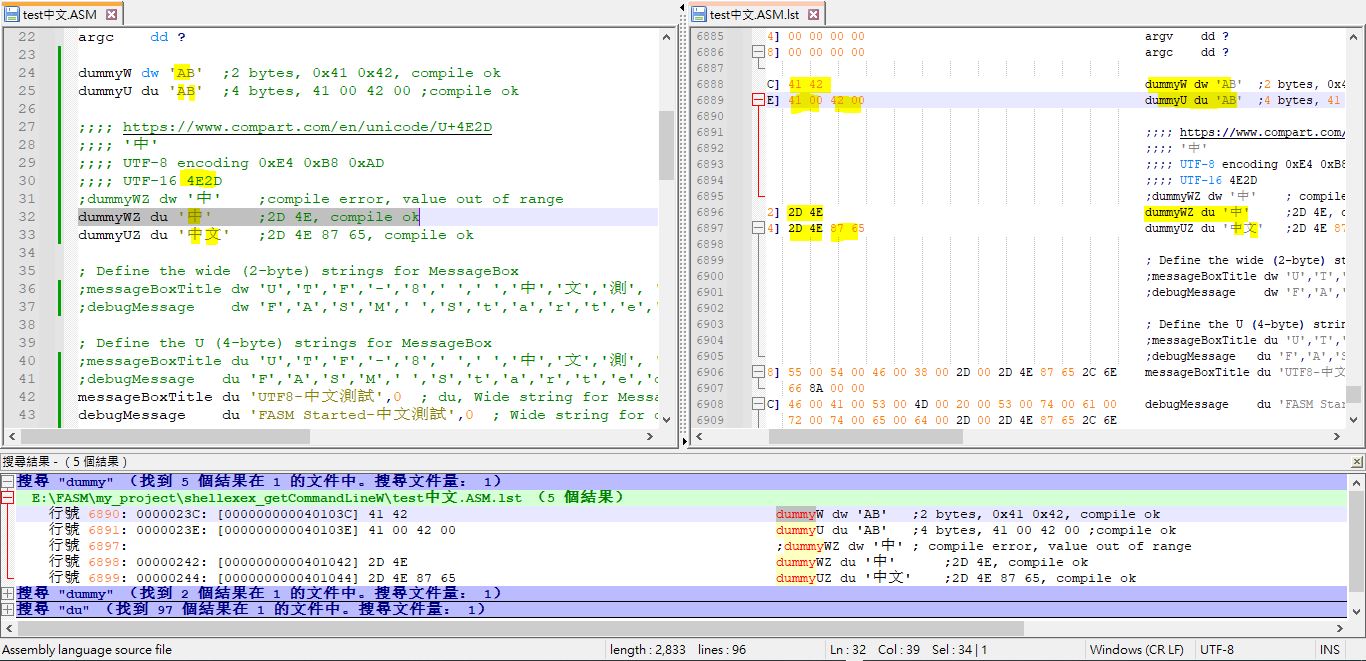 test中文.ASM
22 argc dd ?
23
24 dummyW dw 'AB' ;2 bytes, 0x41 0x42, compile ok
25 dummyU du 'AB' ;4 bytes, 41 00 42 00 ;compile ok
26
27 ;;;; https://www.compart.com/en/unicode/U+4E2D
28 ;;;; '中'
29 ;;;; UTF-8 encoding 0xE4 0xB8 0xAD
30 ;;;; UTF-16 4E2D
31 ;dummyWZ dw '中' ;compile error, value out of range
32 dummyWZ du '中' ;2D 4E, compile ok
33 dummyUZ du '中文' ;2D 4E 87 65, compile ok
34
35 ; Define the wide (2-byte) strings for MessageBox
36 ;messageBoxTitle dw 'U','T','F','-','8',' ',' ','中','文','測',
37 ;debugMessage dw 'F','A','S','M',' ','S','t','a','r','t','e',
38
39 ; Define the U (4-byte) strings for MessageBox
40 ;messageBoxTitle du 'U','T','F','-','8',' ',' ','中','文','測',
41 ;debugMessage du 'F','A','S','M',' ','S','t','a','r','t','e','
42 messageBoxTitle du 'UTF8-中文測試',0 ; du, Wide string for Messa
43 debugMessage du 'FASM Started-中文測試',0 ; Wide string for
test中文.ASM.lst
6885 4] 00 00 00 00 argv dd ?
6886 8] 00 00 00 00 argc dd ?
6887
6888 C] 41 42 dummyW dw 'AB' ;2 bytes, 0x4
6889 E] 41 00 42 00 dummyU du 'AB' ;4 bytes, 41
6890
6891 ;;;; https://www.compart.com/
6892 ;;;; '中'
6893 ;;;; UTF-8 encoding 0xE4 0xB8
6894 ;;;; UTF-16 4E2D
6895 ;dummyWZ dw '中' ; compile
6896 2] 2D 4E dummyWZ du '中' ;2D 4E, c
6897 4] 2D 4E 87 65 dummyUZ du '中文' ;2D 4E 87
6898
6899 ; Define the wide (2-byte) st
6900 ;messageBoxTitle dw 'U','T',
6901 ;debugMessage dw 'F','A',
6902
6903 ; Define the U (4-byte) strin
6904 ;messageBoxTitle du 'U','T',
6905 ;debugMessage du 'F','A','S
6906 8] 55 00 54 00 46 00 38 00 2D 00 2D 4E 87 65 2C 6E messageBoxTitle du 'UTF8-中文
6907 66 8A 00 00
6908 C] 46 00 41 00 53 00 4D 00 20 00 53 00 74 00 61 00 debugMessage du 'FASM Star
6909 72 00 74 00 65 00 64 00 2D 00 2D 4E 87 65 2C 6E
搜尋結果 - （5 個結果）
搜尋 "dummy" （找到 5 個結果在 1 的文件中。搜尋文件量： 1）
E:\FASM\my_project\shellexex_getCommandLineW\test中文.ASM.lst （5 個結果）
行號 6890: 0000023C: [000000000040103C] 41 42 dummyW dw 'AB' ;2 bytes, 0x41 0x42, compile ok
行號 6891: 0000023E: [000000000040103E] 41 00 42 00 dummyU du 'AB' ;4 bytes, 41 00 42 00 ;compile ok
行號 6897: ;dummyWZ dw '中' ; compile error, value out of range
行號 6898: 00000242: [0000000000401042] 2D 4E dummyWZ du '中' ;2D 4E, compile ok
行號 6899: 00000244: [0000000000401044] 2D 4E 87 65 dummyUZ du '中文' ;2D 4E 87 65, compile ok
搜尋 "dummy" （找到 2 個結果在 1 的文件中。搜尋文件量： 1）
搜尋 "du" （找到 97 個結果在 1 的文件中。搜尋文件量： 1）
Assembly language source file length : 2,833 lines : 96 Ln : 32 Col : 39 Sel : 34 | 1 Windows (CR LF) UTF-8 INS